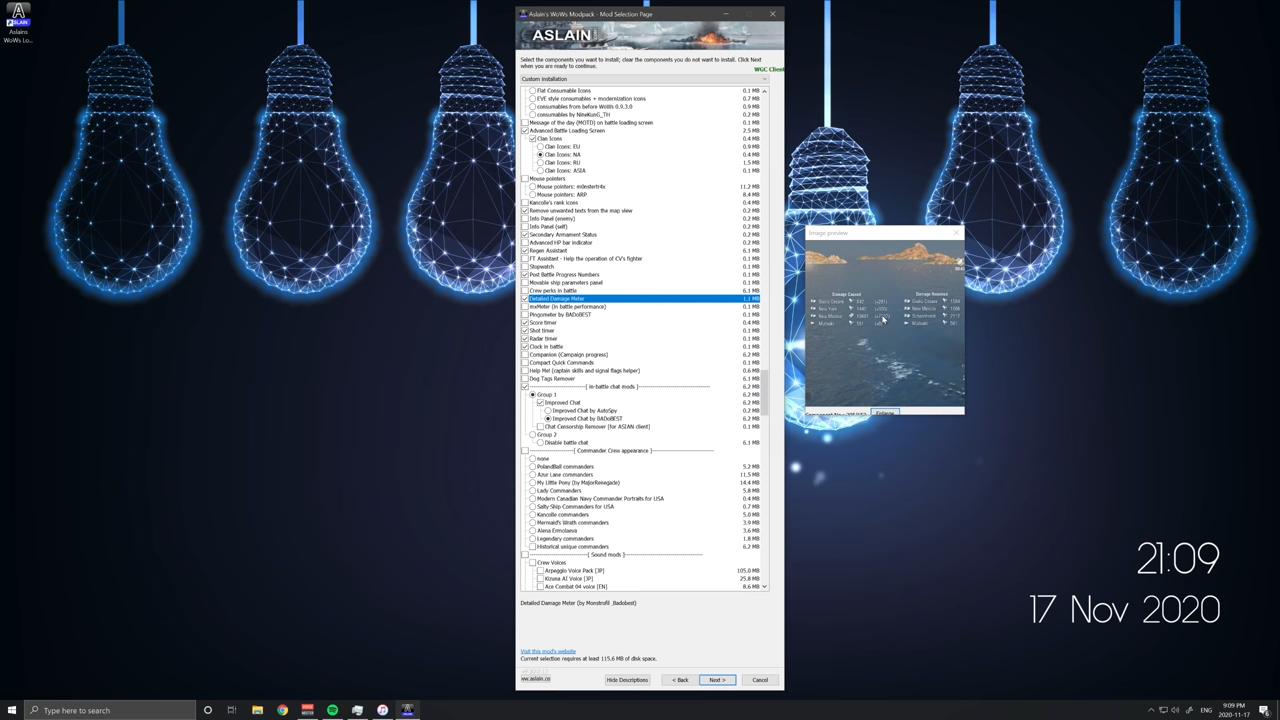 Aslains
WoWs Lo...
Aslain's WoWs Modpack - Mod Selection Page
ASLAIN
Select the components you want to install; clear the components you do not want to install. Click Next
when you are ready to continue.
WGC Client
Custom installation
Flat Consumable Icons 0.1 MB
EVE style consumables + modernization icons 0.7 MB
consumables from before WoWs 0.9.3.0 0.9 MB
consumables by NineKunG_TH 0.2 MB
Message of the day (MOTD) on battle loading screen 0.1 MB
Advanced Battle Loading Screen 2.5 MB
Clan Icons 0.4 MB
Clan Icons: EU 0.9 MB
Clan Icons: NA 0.4 MB
Clan Icons: RU 1.5 MB
Clan Icons: ASIA 0.1 MB
Mouse pointers
Mouse pointers: m0nstertr4x 11.2 MB
Mouse pointers: ARP 8.4 MB
Kancolle's rank icons 0.2 MB
Remove unwanted texts from the map view 0.2 MB
Info Panel (enemy) 0.2 MB
Info Panel (self) 0.2 MB
Secondary Armament Status 0.2 MB
Advanced HP bar indicator 0.2 MB
Regen Assistant 6.1 MB
FT Assistant - Help the operation of CV's fighter 0.1 MB
Stopwatch 0.1 MB
Post Battle Progress Numbers 0.1 MB
Movable ship parameters panel 0.1 MB
Crew perks in battle 6.1 MB
Detailed Damage Meter 1.1 MB
mxMeter (in battle performance) 0.1 MB
Pingometer by BADoBEST 0.1 MB
Score timer 0.4 MB
Shot timer 0.1 MB
Radar timer 0.1 MB
Clock in battle 0.1 MB
Companion (Campaign progress) 6.2 MB
Compact Quick Commands 0.1 MB
Help Me! (captain skills and signal flags helper) 0.6 MB
Dog Tags Remover 6.1 MB
[ in-battle chat mods ] 6.2 MB
Group 1 6.2 MB
Improved Chat 6.2 MB
Improved Chat by AutoSpy 0.2 MB
Improved Chat by BADoBEST 6.2 MB
Chat Censorship Remover [for ASIAN client] 0.1 MB
Group 2
Disable battle chat 6.1 MB
[ Commander Crew appearance ]
none
PolandBall commanders 5.2 MB
Azur Lane commanders 11.5 MB
My Little Pony (by MajorRenegade) 14.4 MB
Lady Commanders 5.8 MB
Modern Canadian Navy Commander Portraits for USA 0.4 MB
Salty Ship Commanders for USA 0.7 MB
Kancolle commanders 5.0 MB
Mermaid's Wrath commanders 3.9 MB
Alena Ermolaeva 3.6 MB
Legendary commanders 1.8 MB
Historical unique commanders 6.2 MB
[ Sound mods ]
Crew Voices
Arpeggio Voice Pack [JP] 105.0 MB
Kizuna AI Voice [JP] 25.8 MB
Ace Combat 04 voice [EN] 8.6 MB
Detailed Damage Meter (by Monstrofil ,Badobest)
Visit this mod's website
Current selection requires at least 115.6 MB of disk space.
ww.aslain.co
Hide Descriptions
< Back
Next >
Cancel
Image preview
Damage Caused
Damage Received
Enlarge
21:09
17 Nov 2020
Type here to search
ENG
9:09 PM
2020-11-17